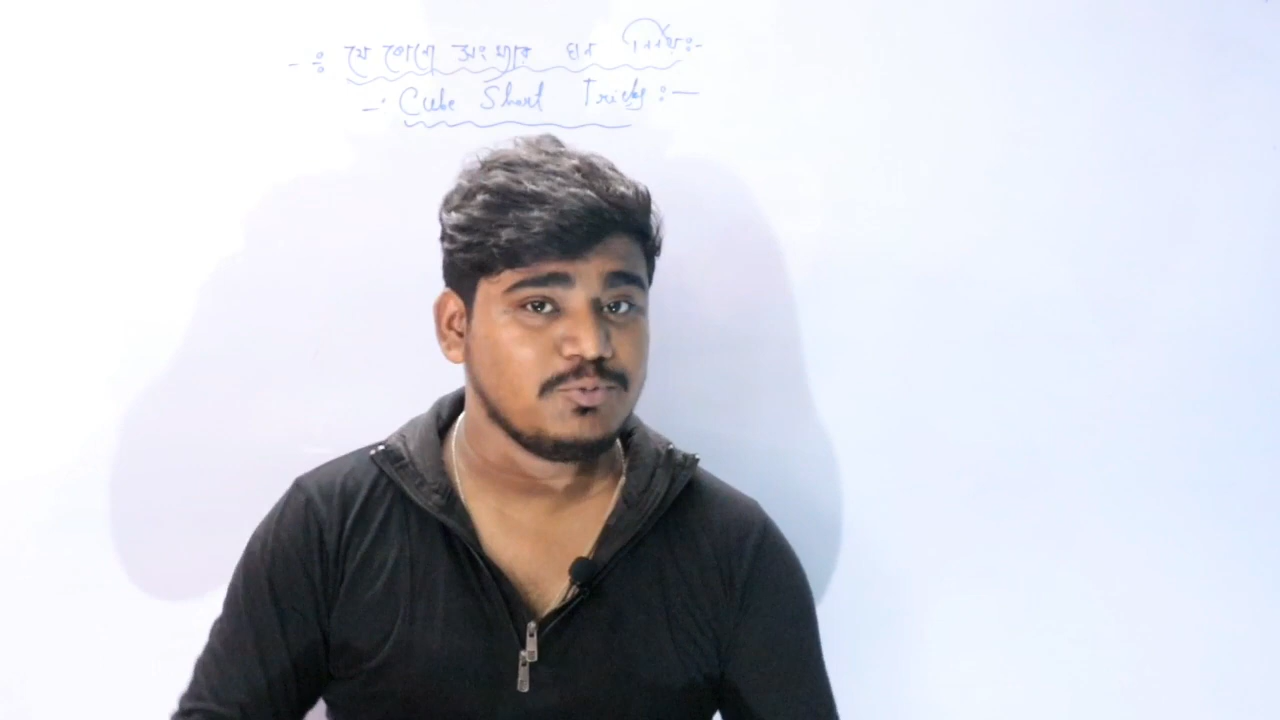 -ঃ যে কোনো সংখ্যার ঘন নির্ণয়ঃ-
-: Cube Short Tricks :-